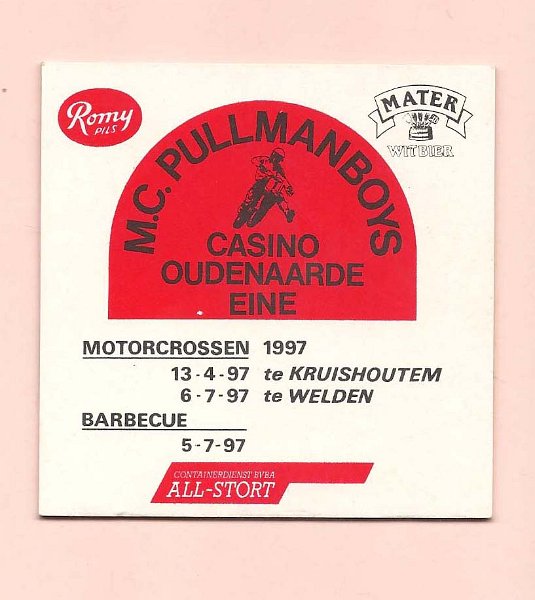 Romy
PILS
MATER
WITBIER
M.C. PULLMANBOYS
CASINO
OUDENAARDE
EINE
MOTORCROSSEN 1997
13-4-97 te KRUISHOUTEM
6-7-97 te WELDEN
BARBECUE
5-7-97
CONTAINERDIENST BVBA
ALL-STORT